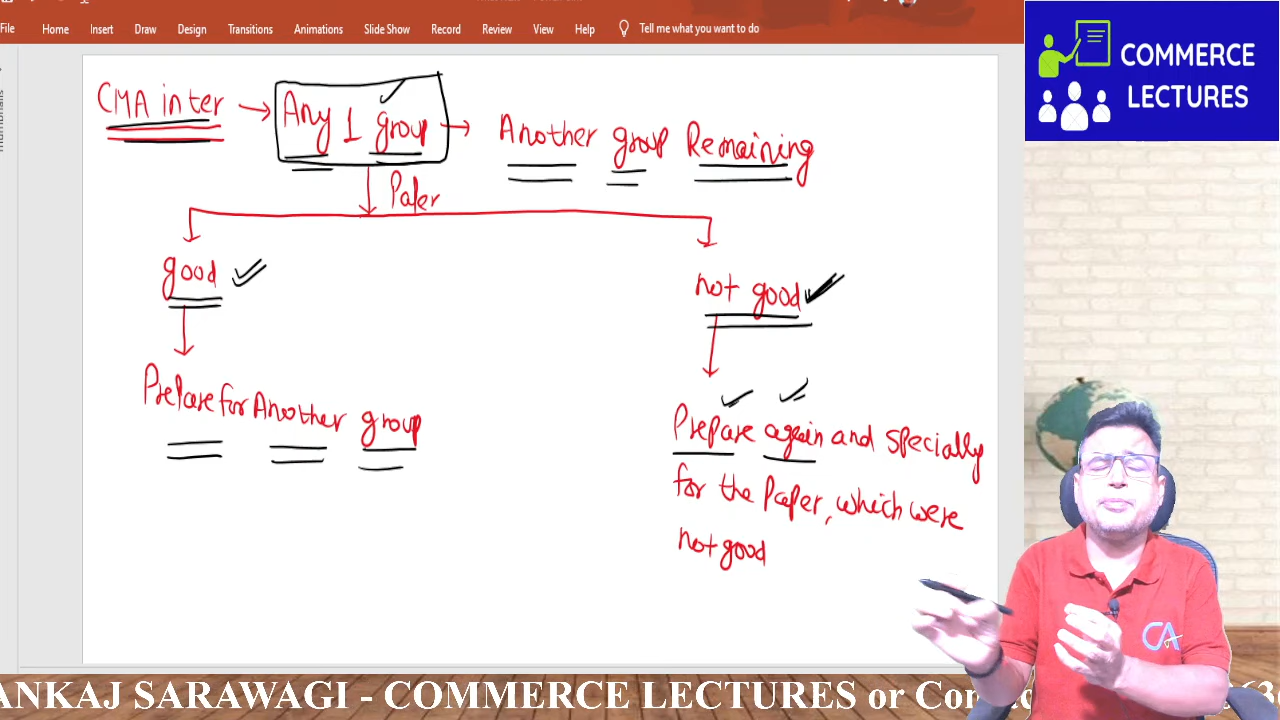 File Home Insert Draw Design Transitions Animations Slide Show Record Review View Help Tell me what you want to do
COMMERCE
LECTURES
CMA inter → Any 1 group → Another group Remaining
Paper
good
not good
Prepare for Another group
Prepare again and specially
for the Paper, which were
not good
CA
ANKAJ SARAWAGI - COMMERCE LECTURES or Con